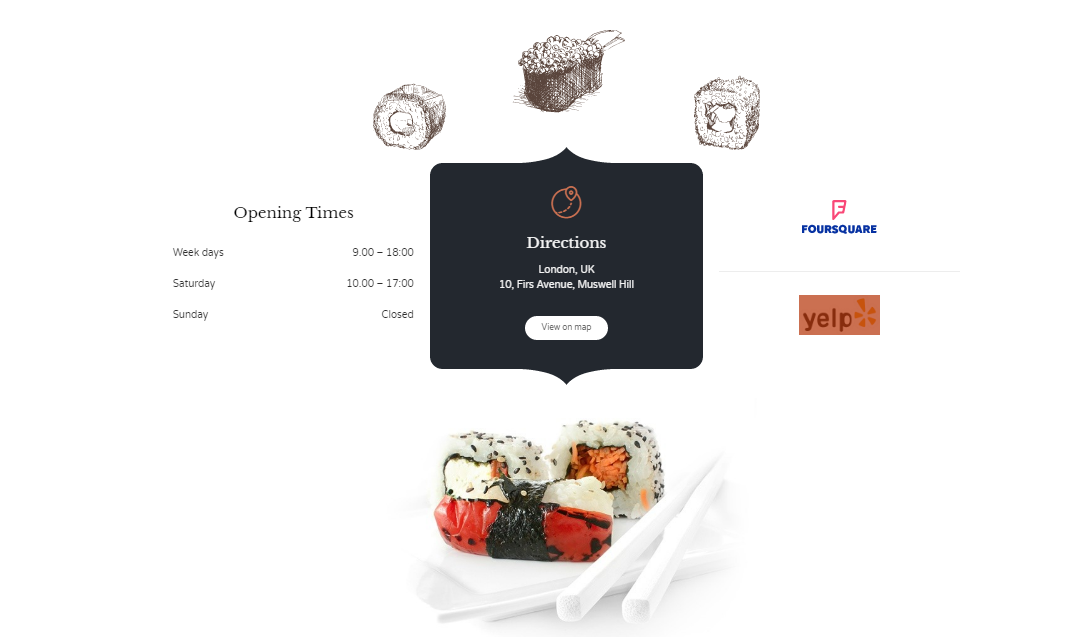 Opening Times
Week days 9.00 – 18:00
Saturday 10.00 – 17:00
Sunday Closed
Directions
London, UK
10, Firs Avenue, Muswell Hill
View on map
FOURSQUARE
yelp